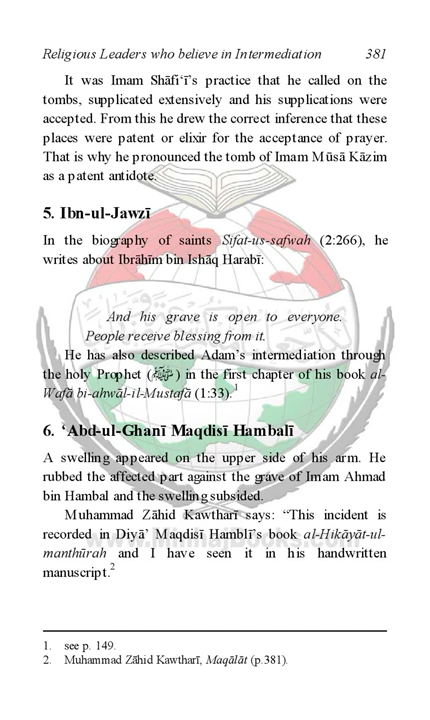 Religious Leaders who believe in Intermediation 381
It was Imam Shāfi‘ī’s practice that he called on the
tombs, supplicated extensively and his supplications were
accepted. From this he drew the correct inference that these
places were patent or elixir for the acceptance of prayer.
That is why he pronounced the tomb of Imam Mūsā Kāzim
as a patent antidote.
5. Ibn-ul-Jawzī
In the biography of saints Sifat-us-safwah (2:266), he
writes about Ibrāhīm bin Ishāq Harabī:
And his grave is open to everyone.
People receive blessing from it.
He has also described Adam’s intermediation through
the holy Prophet (ﷺ) in the first chapter of his book al-
Wafā bi-ahwāl-il-Mustafā (1:33).1
6. ‘Abd-ul-Ghanī Maqdisī Hambalī
A swelling appeared on the upper side of his arm. He
rubbed the affected part against the grave of Imam Ahmad
bin Hambal and the swelling subsided.
Muhammad Zāhid Kawtharī says: “This incident is
recorded in Diyā’ Maqdisī Hamblī’s book al-Hikāyāt-ul-
manthūrah and I have seen it in his handwritten
www.MinhajBooks.com
manuscript.2
1. see p. 149.
2. Muhammad Zāhid Kawtharī, Maqālāt (p.381).